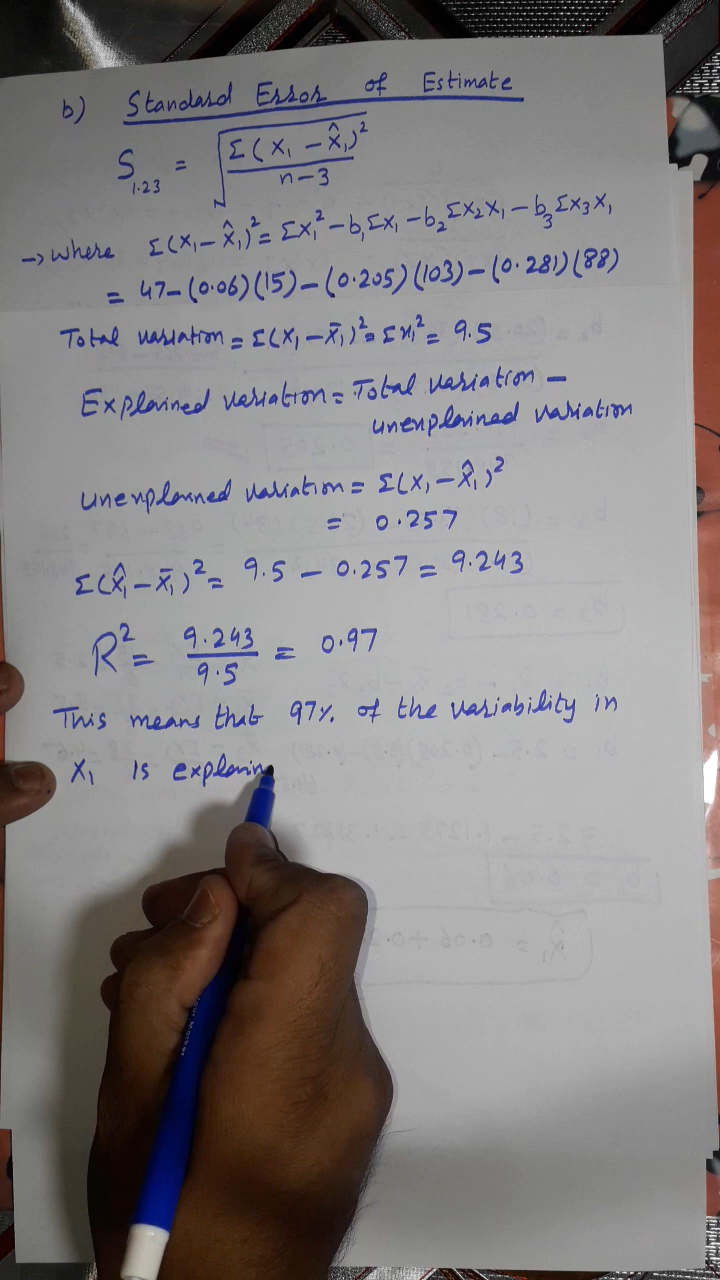 b) Standard Error of Estimate
S₁.₂₃ = √(Σ(X₁ − X̂₁)² / n−3)
→ where Σ(X₁ − X̂₁)² = ΣX₁² − b₁ΣX₁ − b₂ΣX₂X₁ − b₃ΣX₃X₁
= 47 − (0.06)(15) − (0.205)(103) − (0.281)(88)
Total variation = Σ(X₁ − X̄₁)² = Σx₁² = 9.5
Explained variation = Total variation −
unexplained variation
unexplained variation = Σ(X₁ − X̂₁)²
= 0.257
Σ(X̂₁ − X̄₁)² = 9.5 − 0.257 = 9.243
R² = 9.243 / 9.5 = 0.97
This means that 97% of the variability in
X₁ is explain